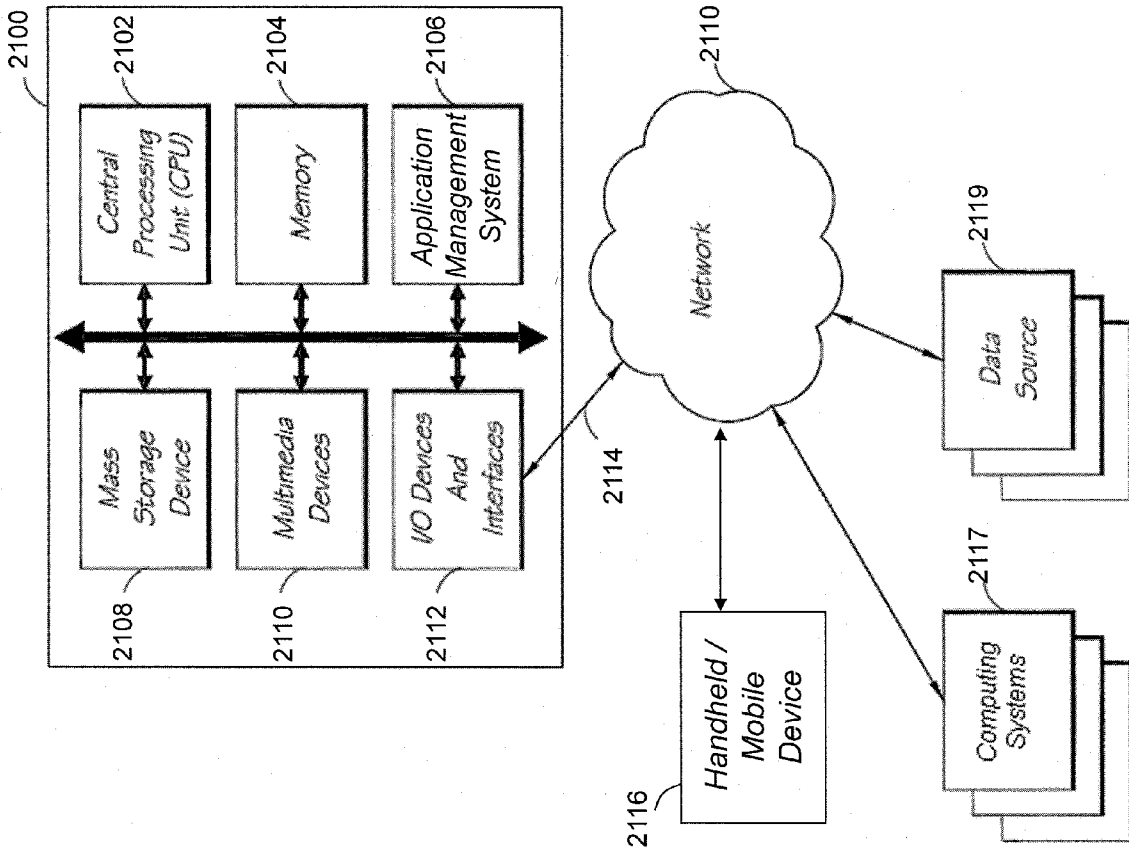 2100
Central
Processing
Unit (CPU)
2102
Memory
2104
Application
Management
System
2106
Mass
Storage
Device
2108
Multimedia
Devices
2110
I/O Devices
And
Interfaces
2112
2114
Network
2110
Handheld /
Mobile
Device
2116
Computing
Systems
2117
Data
Source
2119